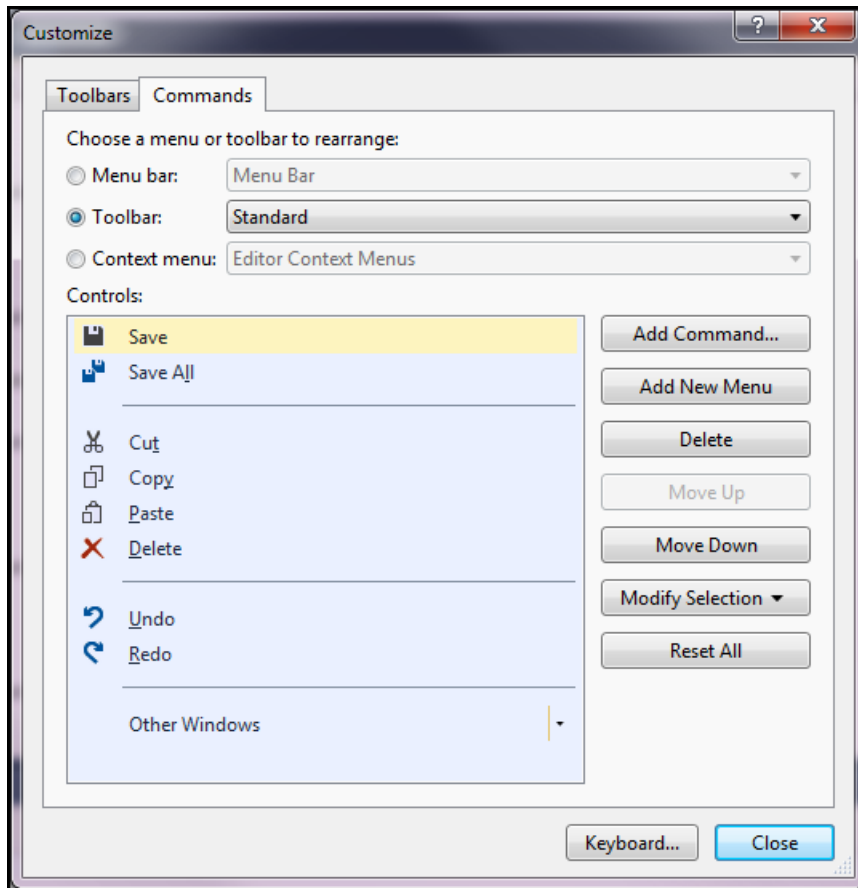 Customize
Toolbars Commands
Choose a menu or toolbar to rearrange:
Menu bar: Menu Bar
Toolbar: Standard
Context menu: Editor Context Menus
Controls:
Save
Save All
Cut
Copy
Paste
Delete
Undo
Redo
Other Windows
Add Command...
Add New Menu
Delete
Move Up
Move Down
Modify Selection
Reset All
Keyboard... Close